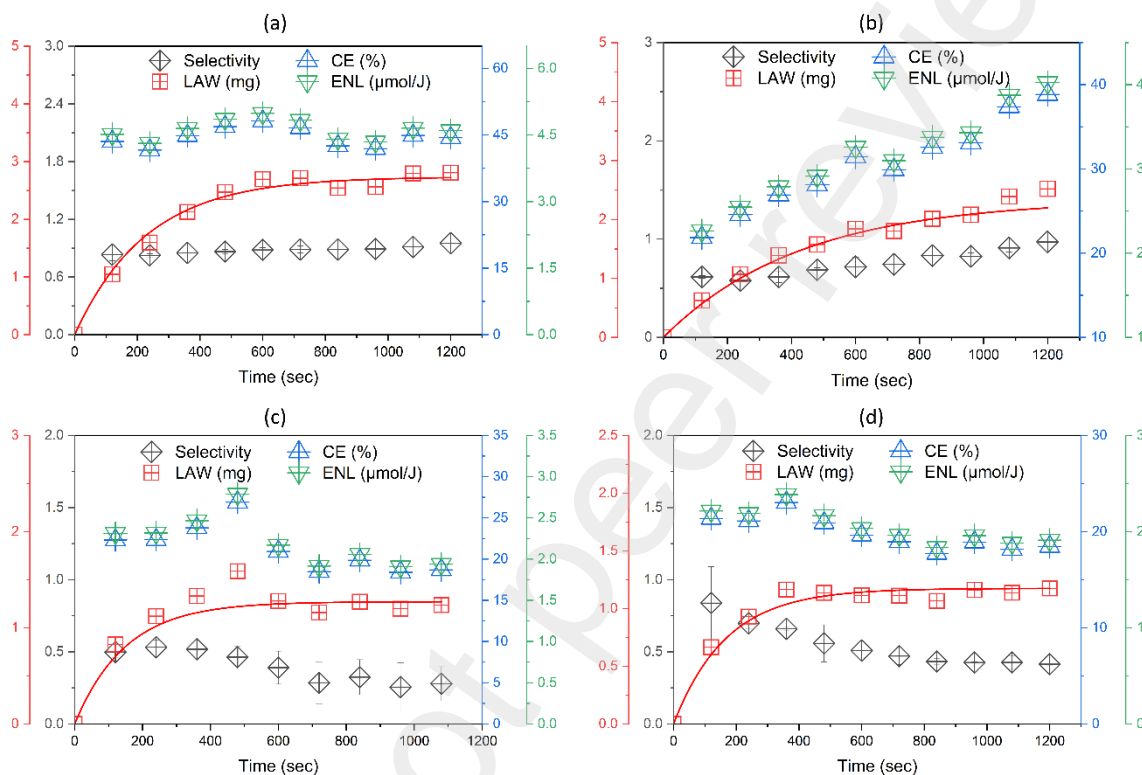 (a)
5 3.0 60 6.0
Selectivity CE (%)
LAW (mg) ENL (µmol/J)
4 2.4 45 4.5
3 1.8 30 3.0
2 1.2 15 1.5
1 0.6
0 0.0 0 0.0
0 200 400 600 800 1000 1200
Time (sec)
(b)
5 3
Selectivity CE (%)
LAW (mg) ENL (µmol/J)
4 2 40
3 30
2 1 20
1
0 0 10
0 200 400 600 800 1000 1200
Time (sec)
(c)
3 2.0 35 3.5
Selectivity CE (%)
LAW (mg) ENL (µmol/J)
30 3.0
2 1.5 25 2.5
20 2.0
1.0 15 1.5
1 0.5 10 1.0
5 0.5
0 0.0 0 0.0
0 200 400 600 800 1000 1200
Time (sec)
(d)
2.5 2.0 30
Selectivity CE (%)
LAW (mg) ENL (µmol/J)
2.0 1.5 20
1.5 1.0
1.0 10
0.5 0.5
0.0 0.0 0
0 200 400 600 800 1000 1200
Time (sec)
ot peer review